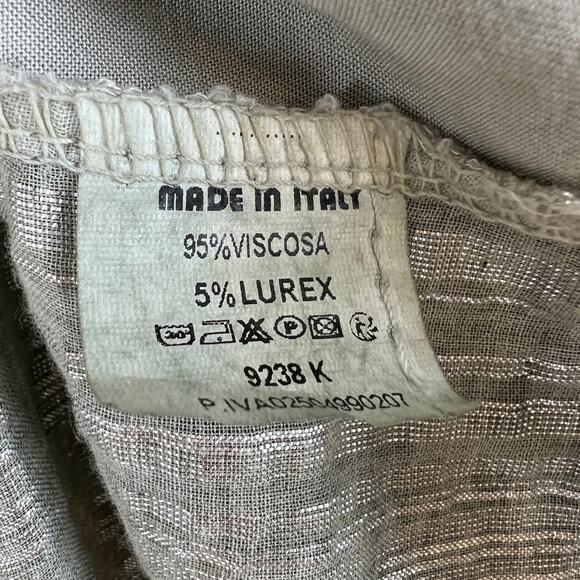 MADE IN ITALY
95%VISCOSA
5%LUREX
P
9238 K
P.IVA02504990207